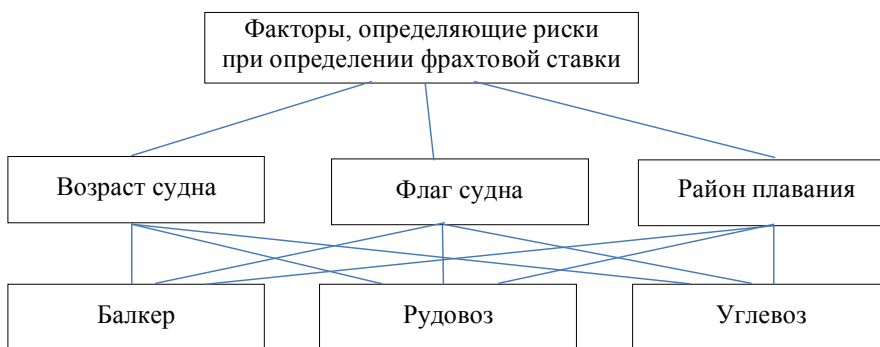 Факторы, определяющие риски
при определении фрахтовой ставки
Возраст судна
Флаг судна
Район плавания
Балкер
Рудовоз
Углевоз